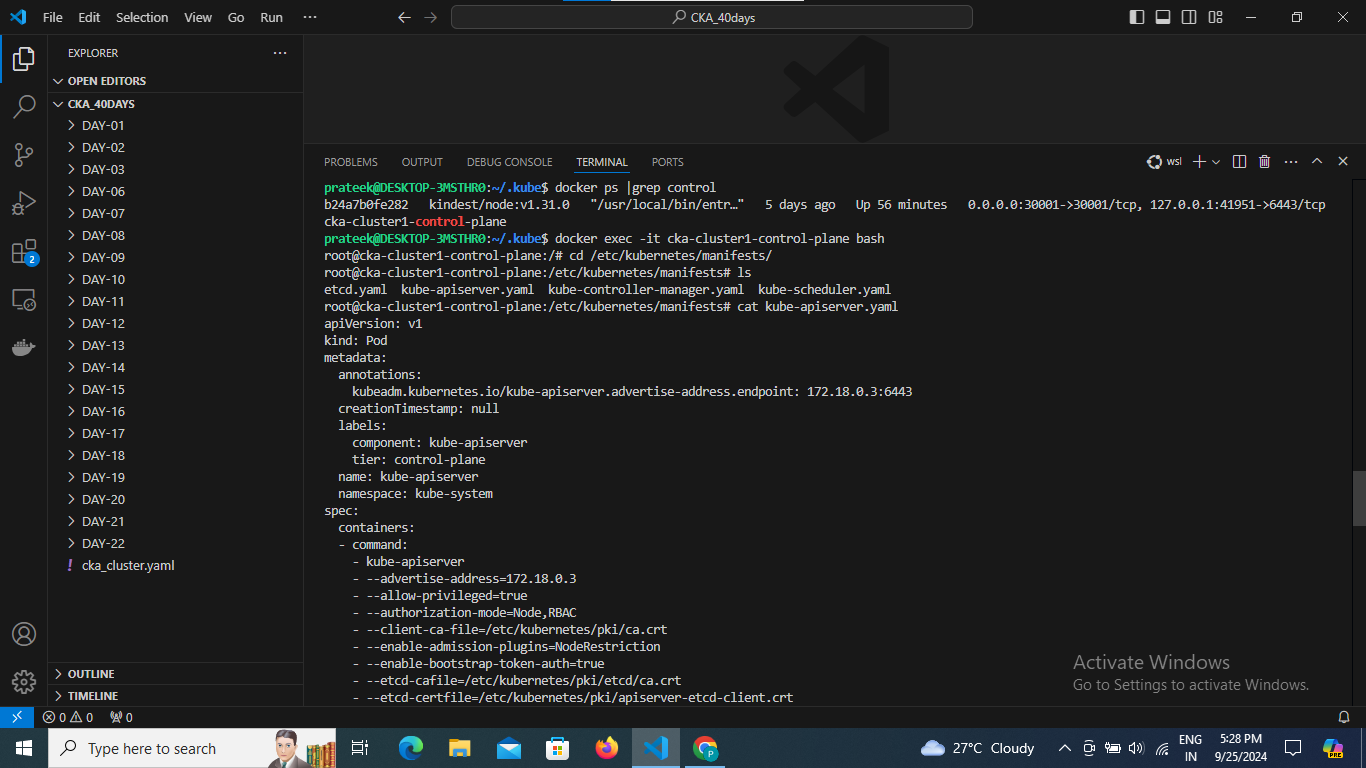 File Edit Selection View Go Run ··· CKA_40days
EXPLORER ···
OPEN EDITORS
CKA_40DAYS
DAY-01
DAY-02
DAY-03
DAY-06
DAY-07
DAY-08
DAY-09
DAY-10
DAY-11
DAY-12
DAY-13
DAY-14
DAY-15
DAY-16
DAY-17
DAY-18
DAY-19
DAY-20
DAY-21
DAY-22
! cka_cluster.yaml
OUTLINE
TIMELINE
2
PROBLEMS OUTPUT DEBUG CONSOLE TERMINAL PORTS wsl
prateek@DESKTOP-3MSTHR0:~/.kube$ docker ps |grep control
b24a7b0fe282 kindest/node:v1.31.0 "/usr/local/bin/entr…" 5 days ago Up 56 minutes 0.0.0.0:30001->30001/tcp, 127.0.0.1:41951->6443/tcp
cka-cluster1-control-plane
prateek@DESKTOP-3MSTHR0:~/.kube$ docker exec -it cka-cluster1-control-plane bash
root@cka-cluster1-control-plane:/# cd /etc/kubernetes/manifests/
root@cka-cluster1-control-plane:/etc/kubernetes/manifests# ls
etcd.yaml kube-apiserver.yaml kube-controller-manager.yaml kube-scheduler.yaml
root@cka-cluster1-control-plane:/etc/kubernetes/manifests# cat kube-apiserver.yaml
apiVersion: v1
kind: Pod
metadata:
  annotations:
    kubeadm.kubernetes.io/kube-apiserver.advertise-address.endpoint: 172.18.0.3:6443
  creationTimestamp: null
  labels:
    component: kube-apiserver
    tier: control-plane
  name: kube-apiserver
  namespace: kube-system
spec:
  containers:
  - command:
    - kube-apiserver
    - --advertise-address=172.18.0.3
    - --allow-privileged=true
    - --authorization-mode=Node,RBAC
    - --client-ca-file=/etc/kubernetes/pki/ca.crt
    - --enable-admission-plugins=NodeRestriction
    - --enable-bootstrap-token-auth=true
    - --etcd-cafile=/etc/kubernetes/pki/etcd/ca.crt
    - --etcd-certfile=/etc/kubernetes/pki/apiserver-etcd-client.crt
Activate Windows
Go to Settings to activate Windows.
0 0 0
Type here to search
27°C Cloudy
ENG
IN
5:28 PM
9/25/2024
P
PRE